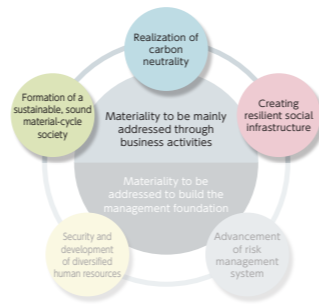 Realization of
carbon
neutrality
Formation of a
sustainable, sound
material-cycle
society
Materiality to be mainly
addressed through
business activities
Creating
resilient social
infrastructure
Materiality to be
addressed to build the
management foundation
Security and
development
of diversified
human resources
Advancement
of risk
management
system